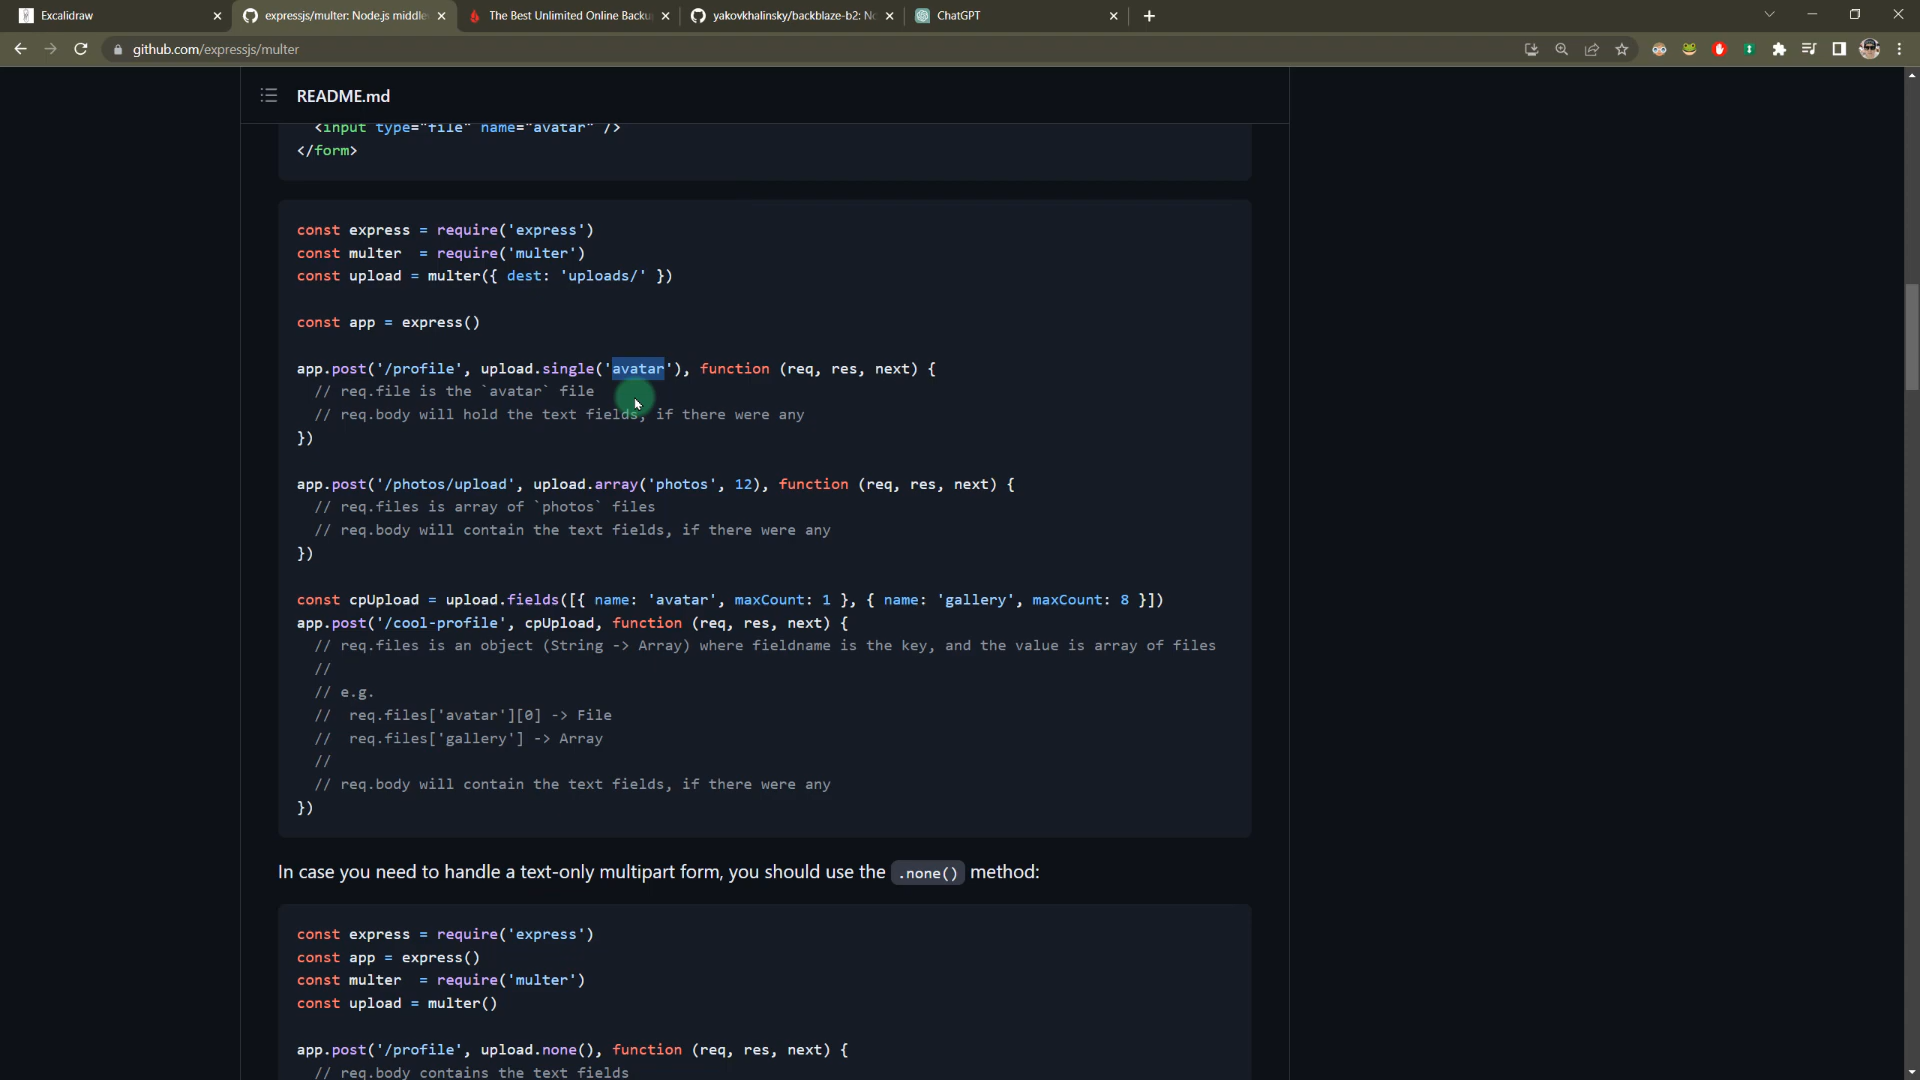 Excalidraw
expressjs/multer: Node.js middle
The Best Unlimited Online Backu
yakovkhalinsky/backblaze-b2: No
ChatGPT
github.com/expressjs/multer
README.md
<input type="file" name="avatar" />
</form>
const express = require('express')
const multer  = require('multer')
const upload = multer({ dest: 'uploads/' })
const app = express()
app.post('/profile', upload.single('avatar'), function (req, res, next) {
// req.file is the `avatar` file
// req.body will hold the text fields, if there were any
})
app.post('/photos/upload', upload.array('photos', 12), function (req, res, next) {
// req.files is array of `photos` files
// req.body will contain the text fields, if there were any
})
const cpUpload = upload.fields([{ name: 'avatar', maxCount: 1 }, { name: 'gallery', maxCount: 8 }])
app.post('/cool-profile', cpUpload, function (req, res, next) {
// req.files is an object (String -> Array) where fieldname is the key, and the value is array of files
//
// e.g.
//  req.files['avatar'][0] -> File
//  req.files['gallery'] -> Array
//
// req.body will contain the text fields, if there were any
})
In case you need to handle a text-only multipart form, you should use the .none() method:
const express = require('express')
const app = express()
const multer  = require('multer')
const upload = multer()
app.post('/profile', upload.none(), function (req, res, next) {
// req.body contains the text fields